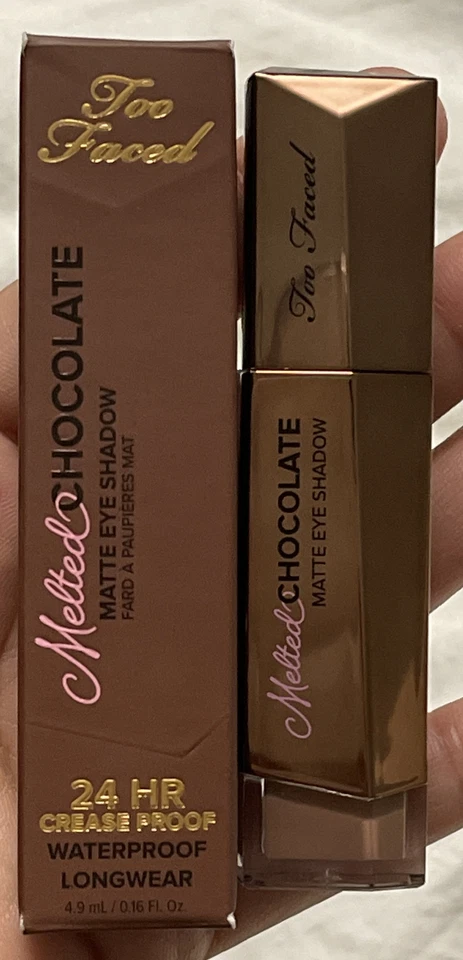 Too
Faced
Melted CHOCOLATE
MATTE EYE SHADOW
FARD À PAUPIÈRES MAT
24 HR
CREASE PROOF
WATERPROOF
LONGWEAR
4.9 mL / 0.16 Fl. Oz.
Too Faced
Melted CHOCOLATE
MATTE EYE SHADOW